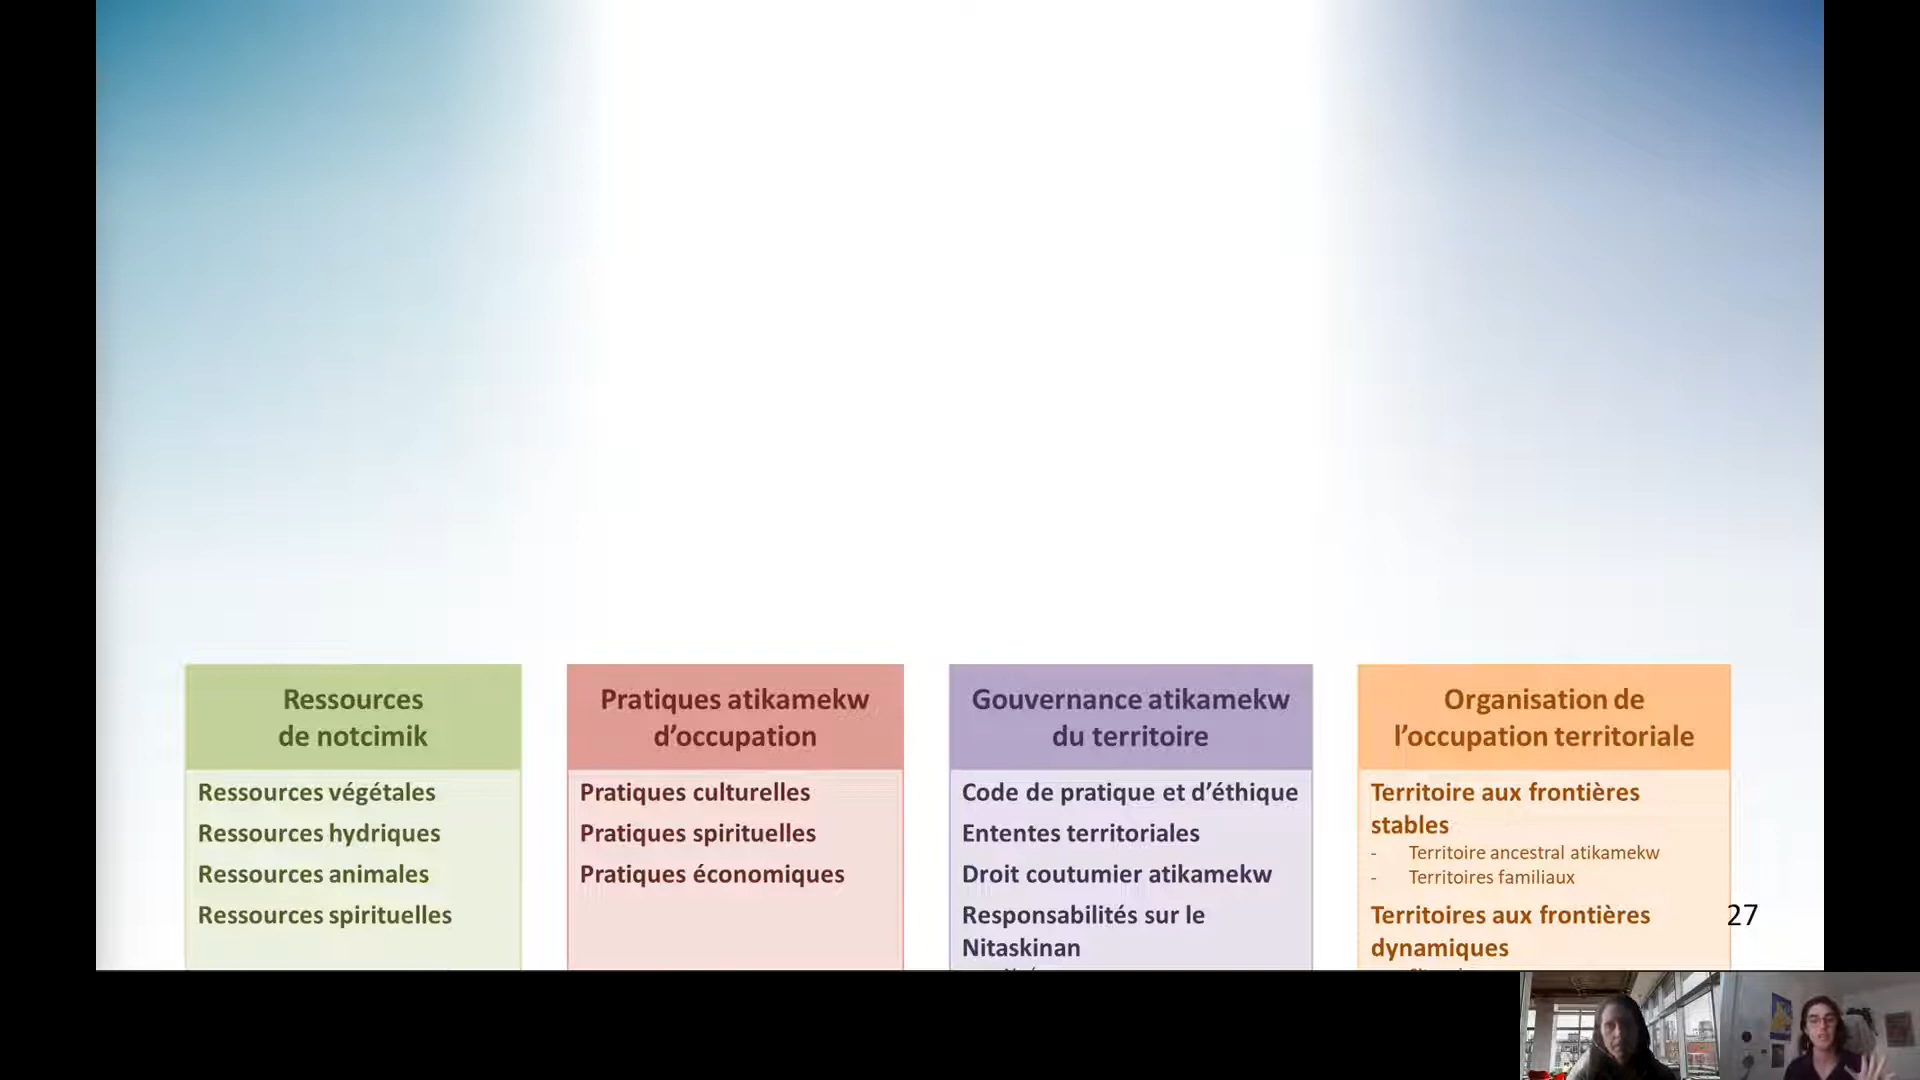 Ressources
de notcimik
Ressources végétales
Ressources hydriques
Ressources animales
Ressources spirituelles
Pratiques atikamekw
d’occupation
Pratiques culturelles
Pratiques spirituelles
Pratiques économiques
Gouvernance atikamekw
du territoire
Code de pratique et d’éthique
Ententes territoriales
Droit coutumier atikamekw
Responsabilités sur le
Nitaskinan
Organisation de
l’occupation territoriale
Territoire aux frontières
stables
- Territoire ancestral atikamekw
- Territoires familiaux
Territoires aux frontières
dynamiques
27